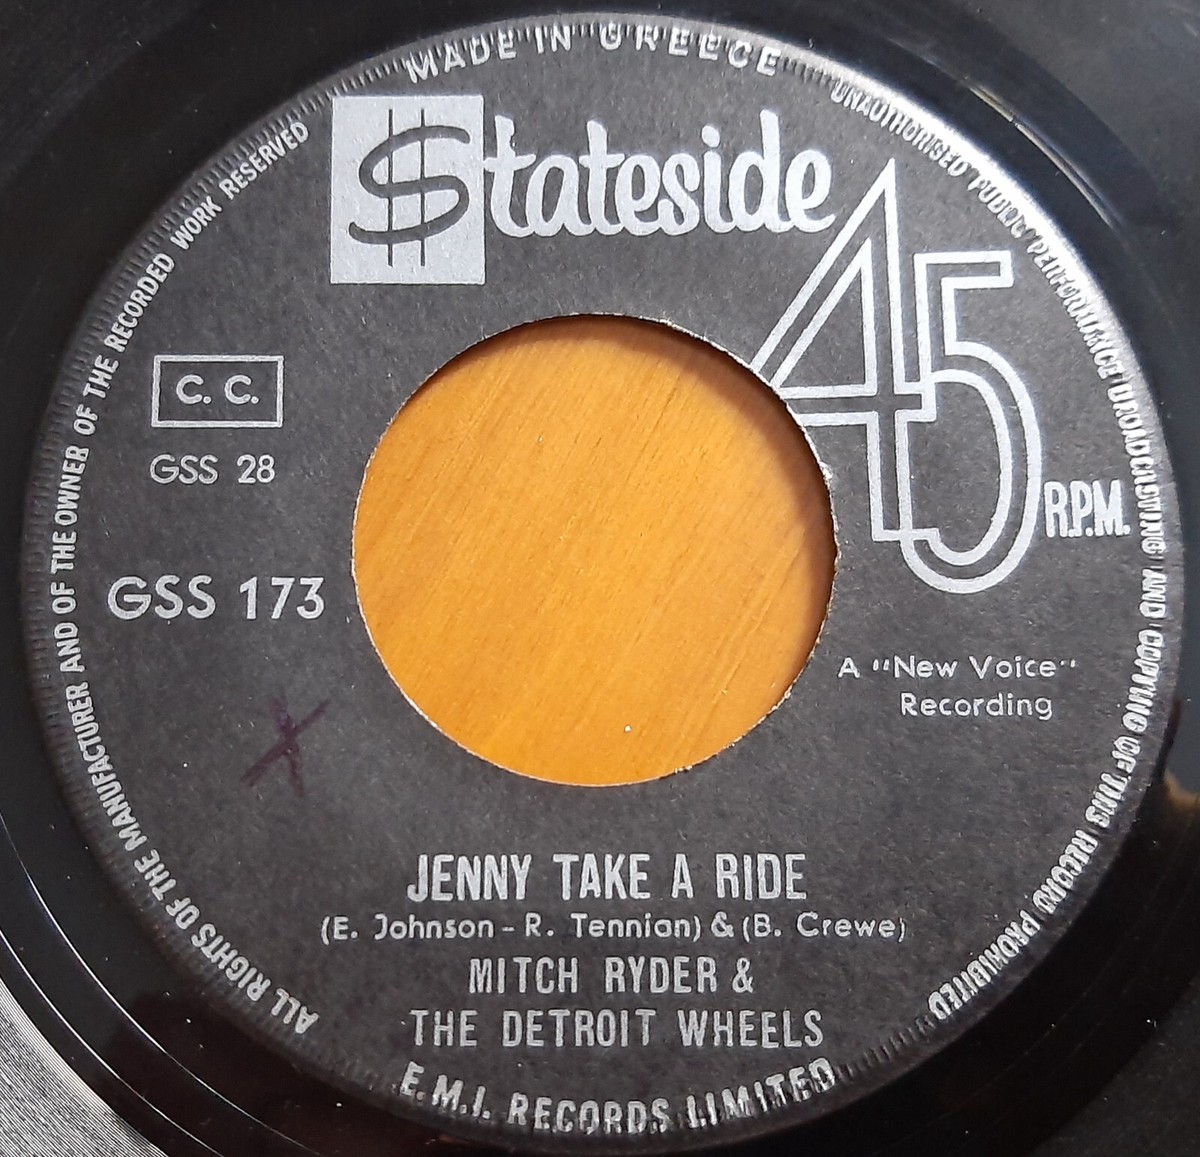 MADE IN GREECE
$tateside
45
R.P.M.
C. C.
GSS 28
GSS 173
A "New Voice"
Recording
JENNY TAKE A RIDE
(E. Johnson - R. Tennian) & (B. Crewe)
MITCH RYDER &
THE DETROIT WHEELS
E.M.I. RECORDS LIMITED
ALL RIGHTS OF THE MANUFACTURER AND OF THE OWNER OF THE RECORDED WORK RESERVED
UNAUTHORISED PUBLIC PERFORMANCE BROADCASTING AND COPYING OF THIS RECORD PROHIBITED
X